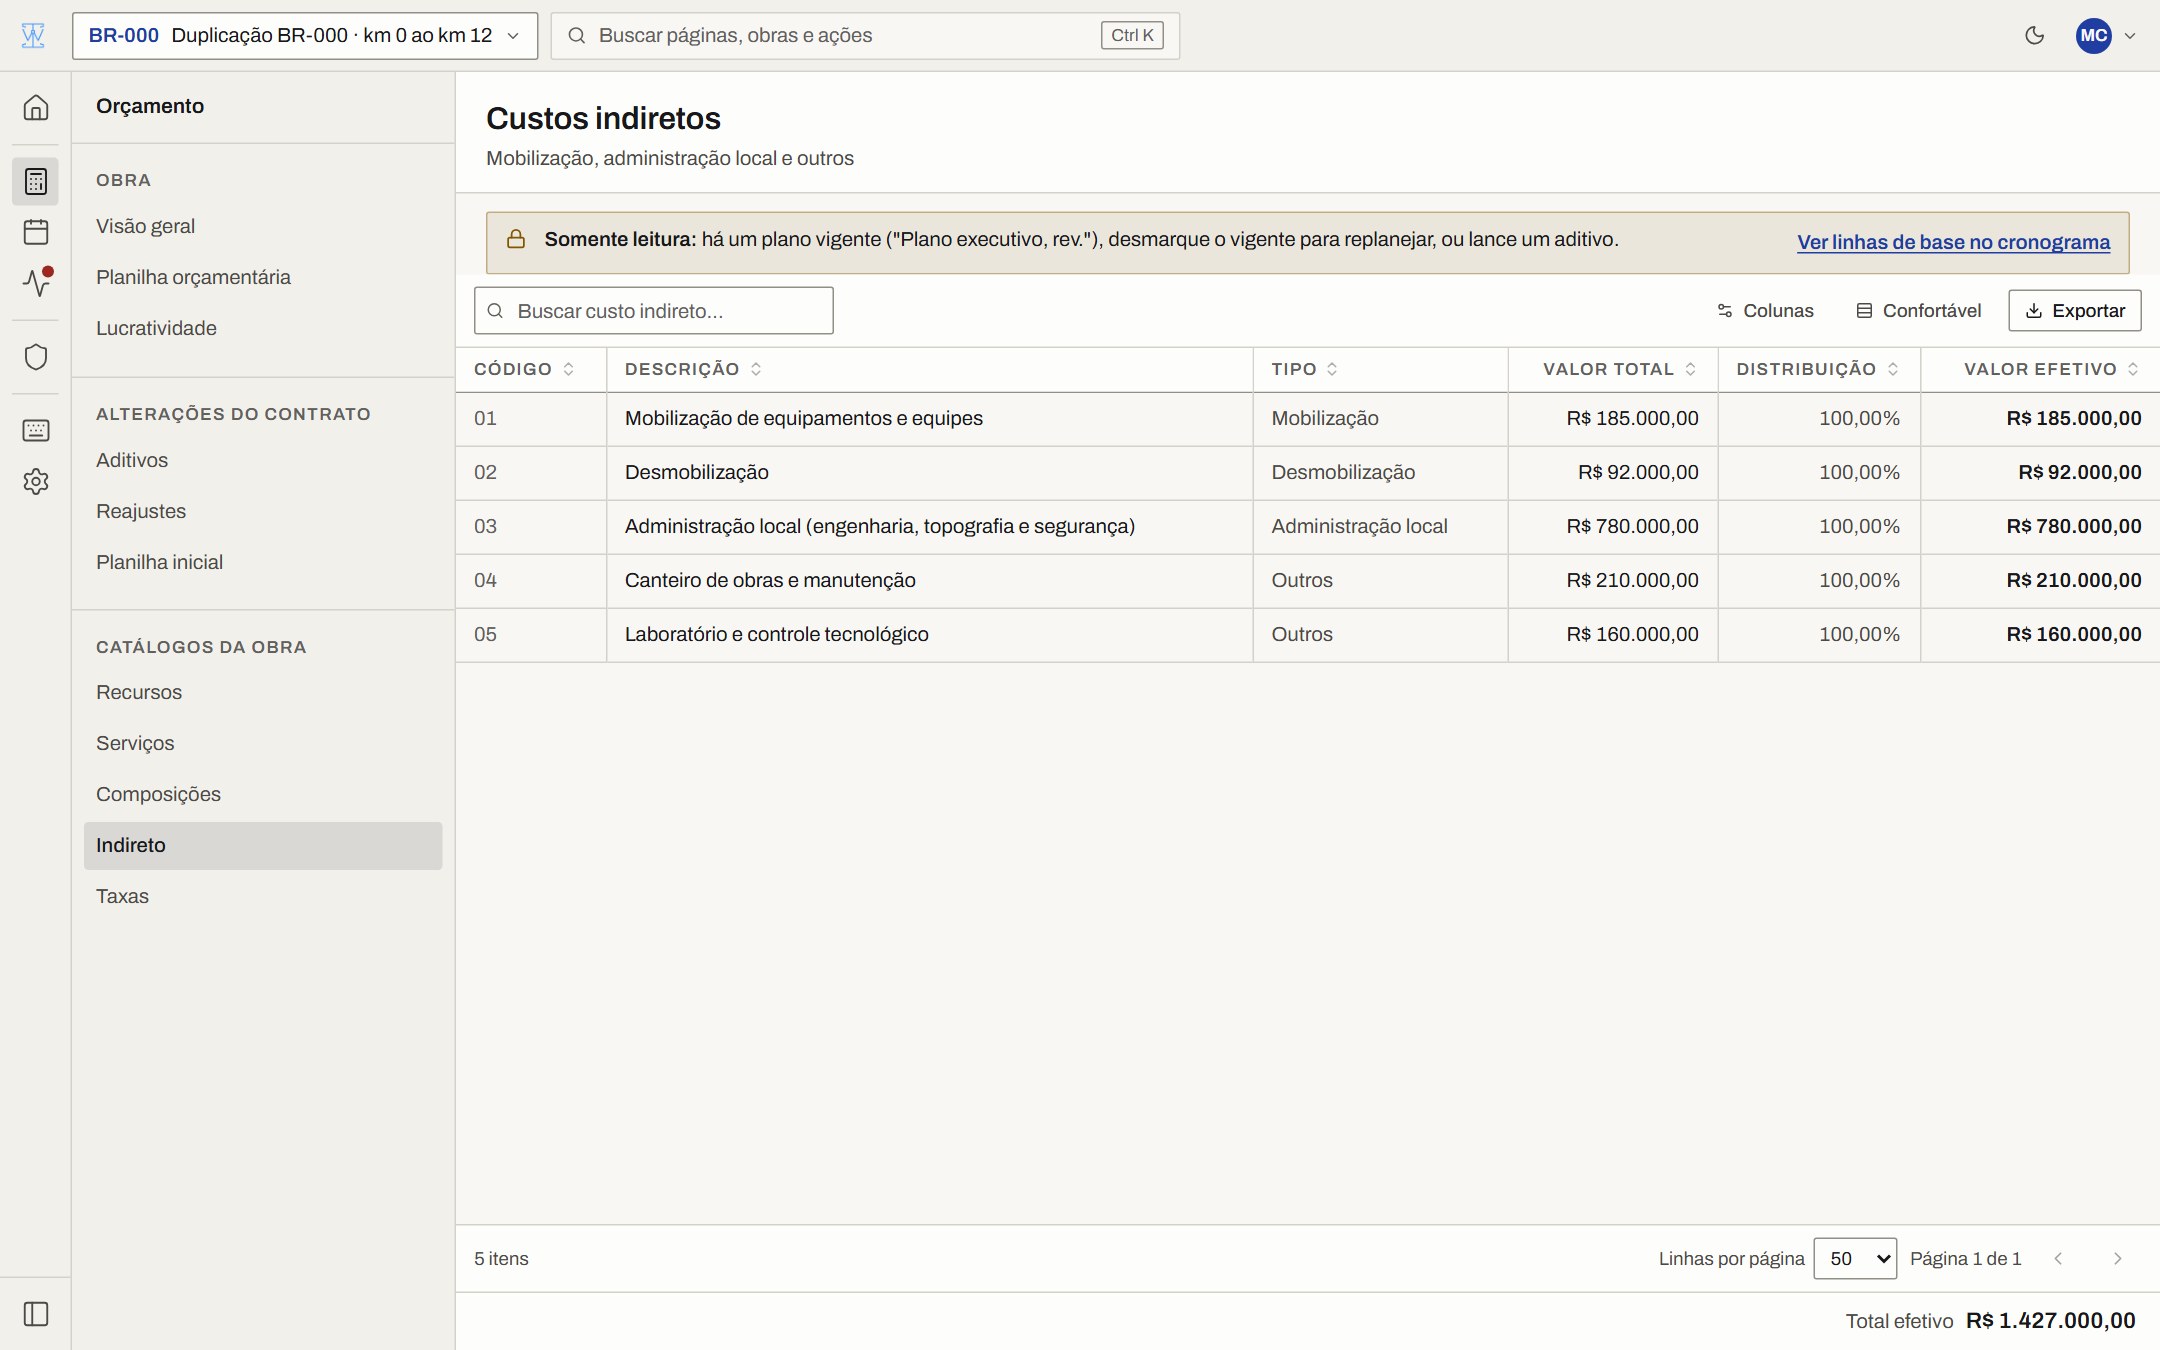 BR-000 Duplicação BR-000 · km 0 ao km 12
Buscar páginas, obras e ações
Ctrl K
MC
Orçamento
OBRA
Visão geral
Planilha orçamentária
Lucratividade
ALTERAÇÕES DO CONTRATO
Aditivos
Reajustes
Planilha inicial
CATÁLOGOS DA OBRA
Recursos
Serviços
Composições
Indireto
Taxas
Custos indiretos
Mobilização, administração local e outros
Somente leitura: há um plano vigente ("Plano executivo, rev."), desmarque o vigente para replanejar, ou lance um aditivo.
Ver linhas de base no cronograma
Buscar custo indireto...
Colunas
Confortável
Exportar
CÓDIGO DESCRIÇÃO TIPO VALOR TOTAL DISTRIBUIÇÃO VALOR EFETIVO
01 Mobilização de equipamentos e equipes Mobilização R$ 185.000,00 100,00% R$ 185.000,00
02 Desmobilização Desmobilização R$ 92.000,00 100,00% R$ 92.000,00
03 Administração local (engenharia, topografia e segurança) Administração local R$ 780.000,00 100,00% R$ 780.000,00
04 Canteiro de obras e manutenção Outros R$ 210.000,00 100,00% R$ 210.000,00
05 Laboratório e controle tecnológico Outros R$ 160.000,00 100,00% R$ 160.000,00
5 itens
Linhas por página 50 Página 1 de 1
Total efetivo R$ 1.427.000,00